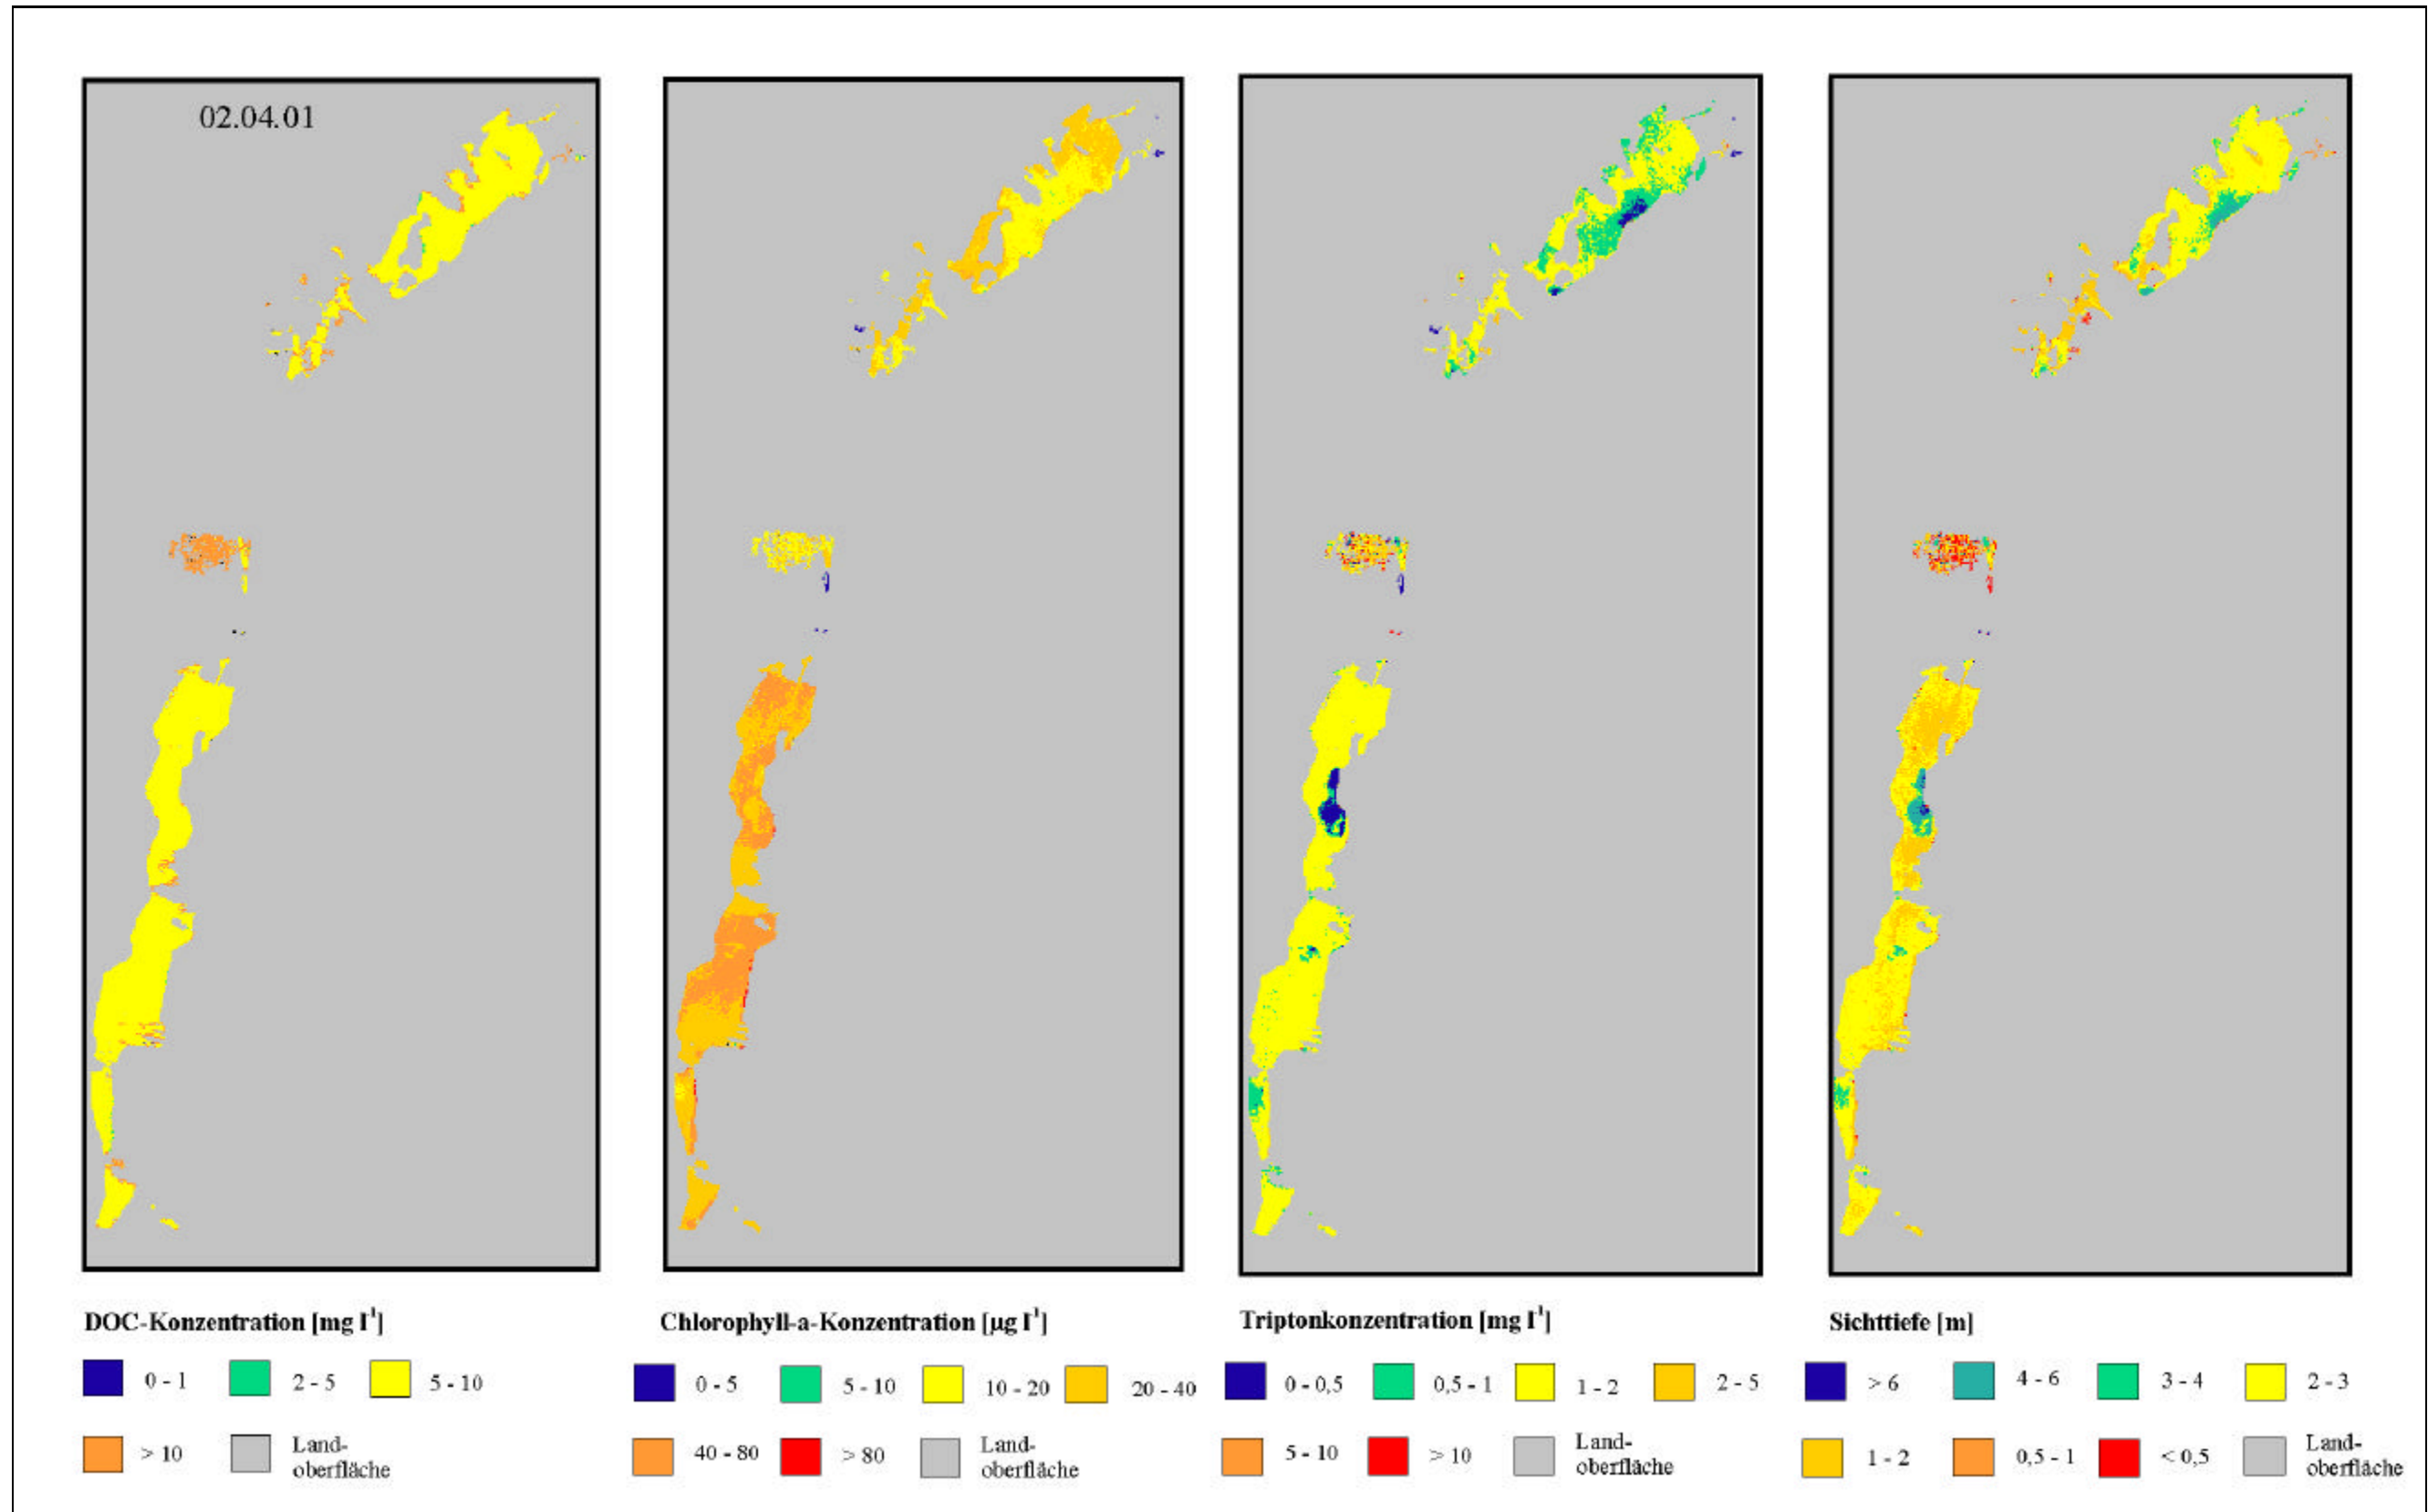 02.04.01
DOC-Konzentration [mg l⁻¹]
0 - 1
2 - 5
5 - 10
> 10
Land-
oberfläche
Chlorophyll-a-Konzentration [µg l⁻¹]
0 - 5
5 - 10
10 - 20
20 - 40
40 - 80
> 80
Land-
oberfläche
Triptonkonzentration [mg l⁻¹]
0 - 0,5
0,5 - 1
1 - 2
2 - 5
5 - 10
> 10
Land-
oberfläche
Sichttiefe [m]
> 6
4 - 6
3 - 4
2 - 3
1 - 2
0,5 - 1
< 0,5
Land-
oberfläche